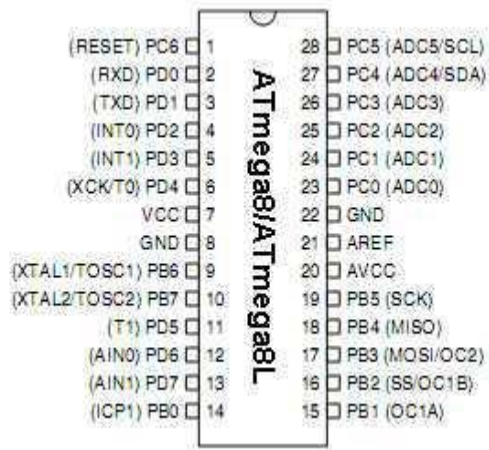 (RESET) PC6 1 28 PC5 (ADC5/SCL)
(RXD) PD0 2 27 PC4 (ADC4/SDA)
(TXD) PD1 3 26 PC3 (ADC3)
(INT0) PD2 4 25 PC2 (ADC2)
(INT1) PD3 5 24 PC1 (ADC1)
(XCK/T0) PD4 6 23 PC0 (ADC0)
VCC 7 22 GND
GND 8 21 AREF
(XTAL1/TOSC1) PB6 9 20 AVCC
(XTAL2/TOSC2) PB7 10 19 PB5 (SCK)
(T1) PD5 11 18 PB4 (MISO)
(AIN0) PD6 12 17 PB3 (MOSI/OC2)
(AIN1) PD7 13 16 PB2 (SS/OC1B)
(ICP1) PB0 14 15 PB1 (OC1A)
ATmega8/ATmega8L